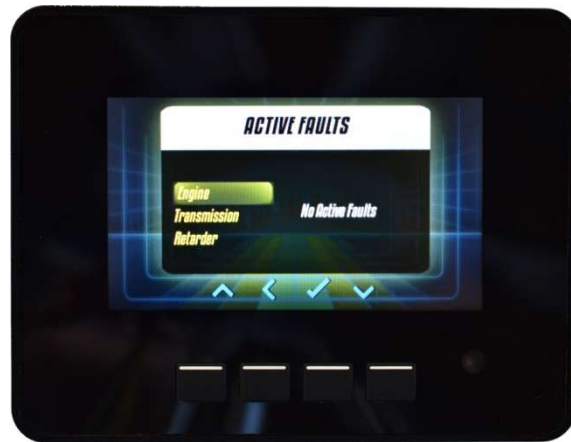 ACTIVE FAULTS
Engine
No Active Faults
Transmission
Retarder